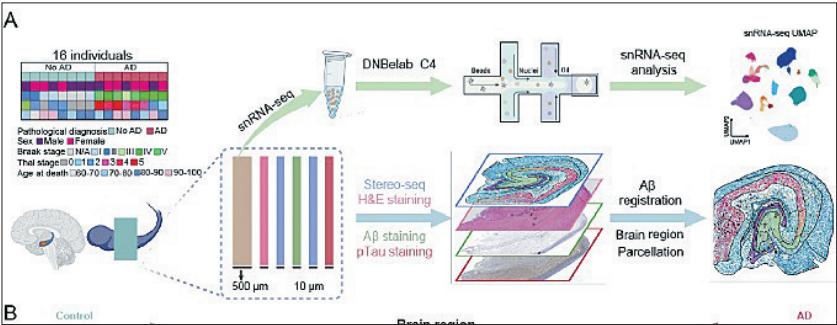 A
16 individuals
No AD AD
Pathological diagnosis No AD AD
Sex Male Female
Braak stage N/A I II III IV V
Thal stage 0 1 2 3 4 5
Age at death 60-70 70-80 80-90 90-100
snRNA-seq
DNBelab C4
Beads Nuclei Oil
snRNA-seq
analysis
snRNA-seq UMAP
UMAP2
UMAP1
500 µm 10 µm
Stereo-seq
H&E staining
Aβ staining
pTau staining
Aβ
registration
Brain region
Parcellation
B
Control
Brain region
AD